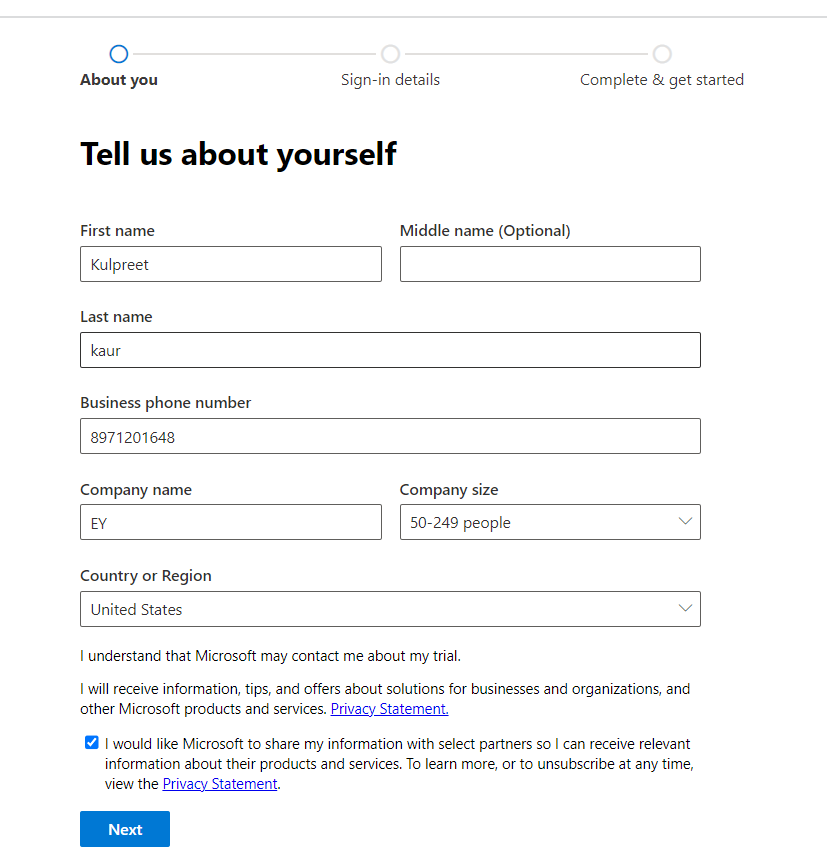 About you Sign-in details Complete & get started
Tell us about yourself
First name Middle name (Optional)
Kulpreet
Last name
kaur
Business phone number
8971201648
Company name Company size
EY 50-249 people
Country or Region
United States
I understand that Microsoft may contact me about my trial.
I will receive information, tips, and offers about solutions for businesses and organizations, and
other Microsoft products and services. Privacy Statement.
I would like Microsoft to share my information with select partners so I can receive relevant
information about their products and services. To learn more, or to unsubscribe at any time,
view the Privacy Statement.
Next